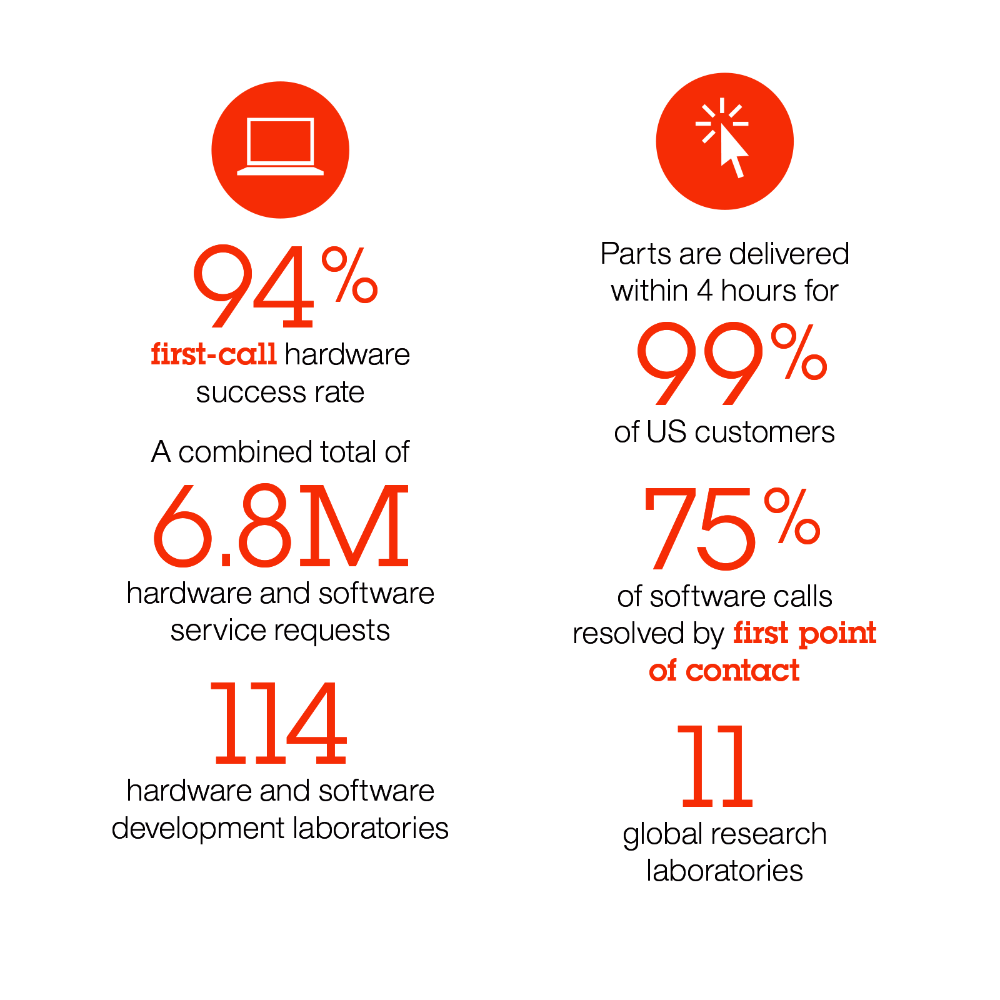 94%
first-call hardware
success rate
A combined total of
6.8M
hardware and software
service requests
114
hardware and software
development laboratories
Parts are delivered
within 4 hours for
99%
of US customers
75%
of software calls
resolved by first point
of contact
11
global research
laboratories